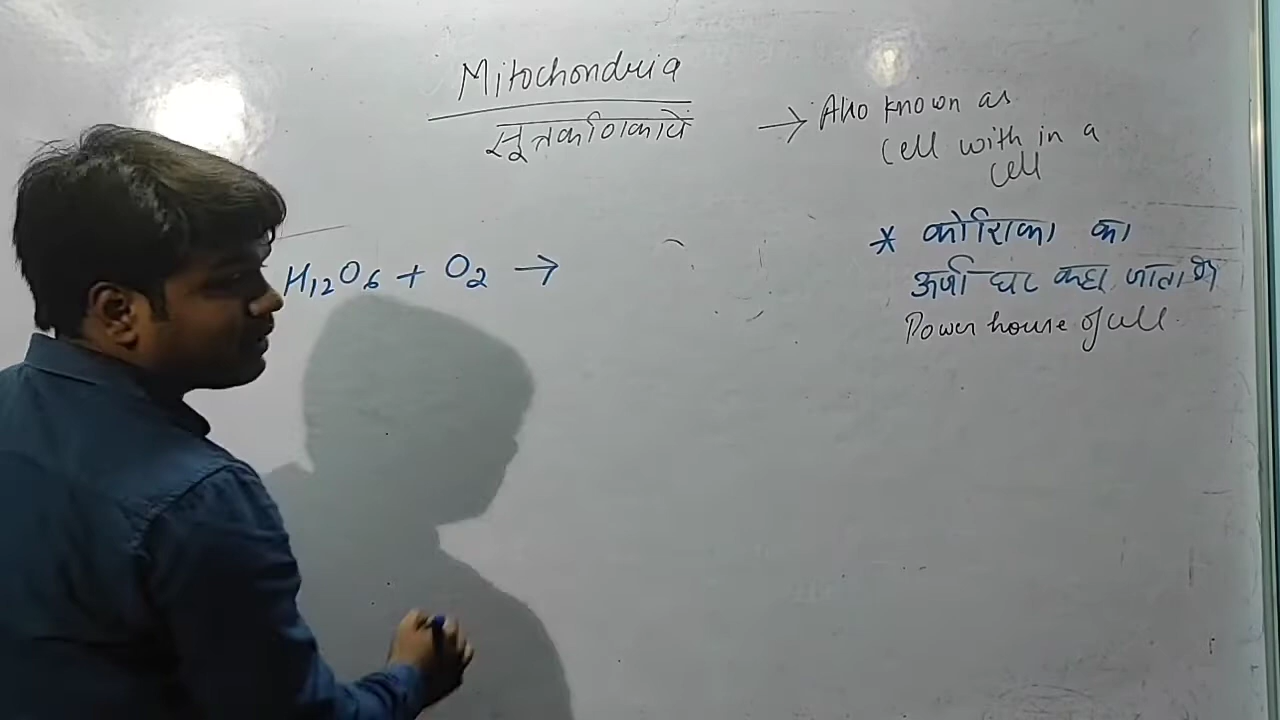 Mitochondria
सूत्रकणिकाये
→ Also known as
cell with in a
cell
* कोशिका का
ऊर्जा घर कहा जाता है
Power house of cell.
H₁₂O₆ + O₂ →